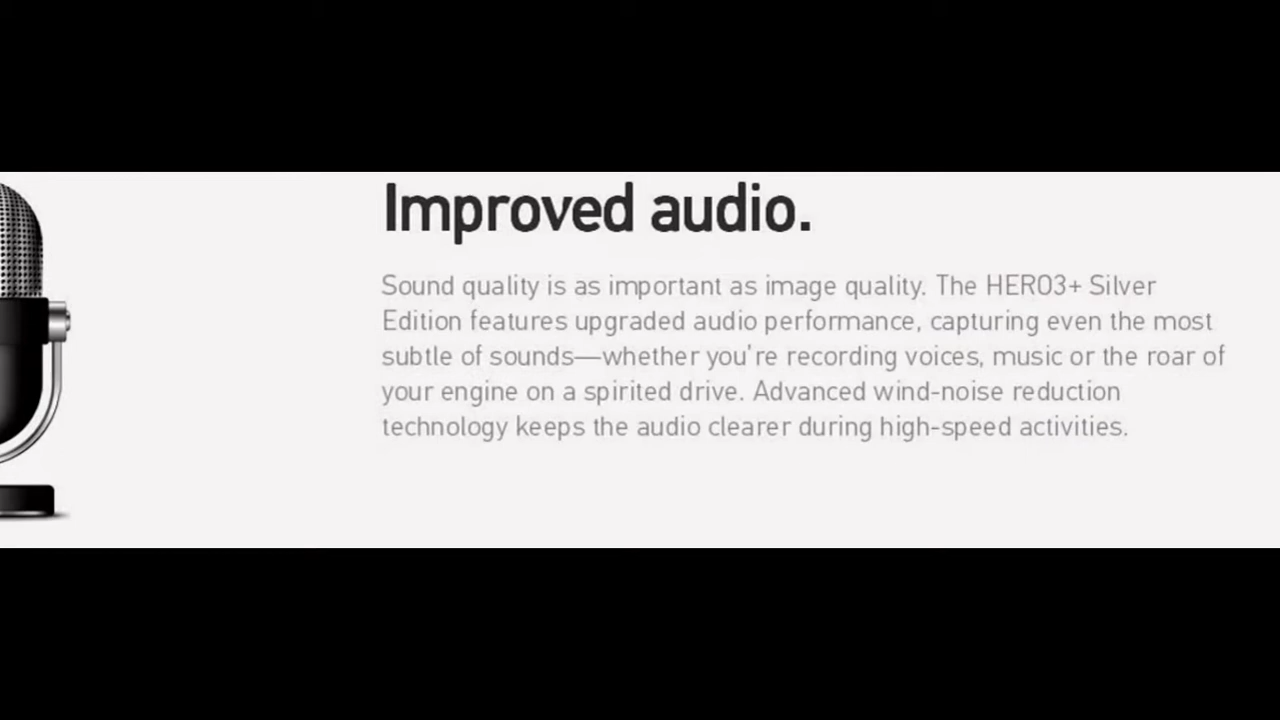 Improved audio.
Sound quality is as important as image quality. The HERO3+ Silver
Edition features upgraded audio performance, capturing even the most
subtle of sounds—whether you're recording voices, music or the roar of
your engine on a spirited drive. Advanced wind-noise reduction
technology keeps the audio clearer during high-speed activities.